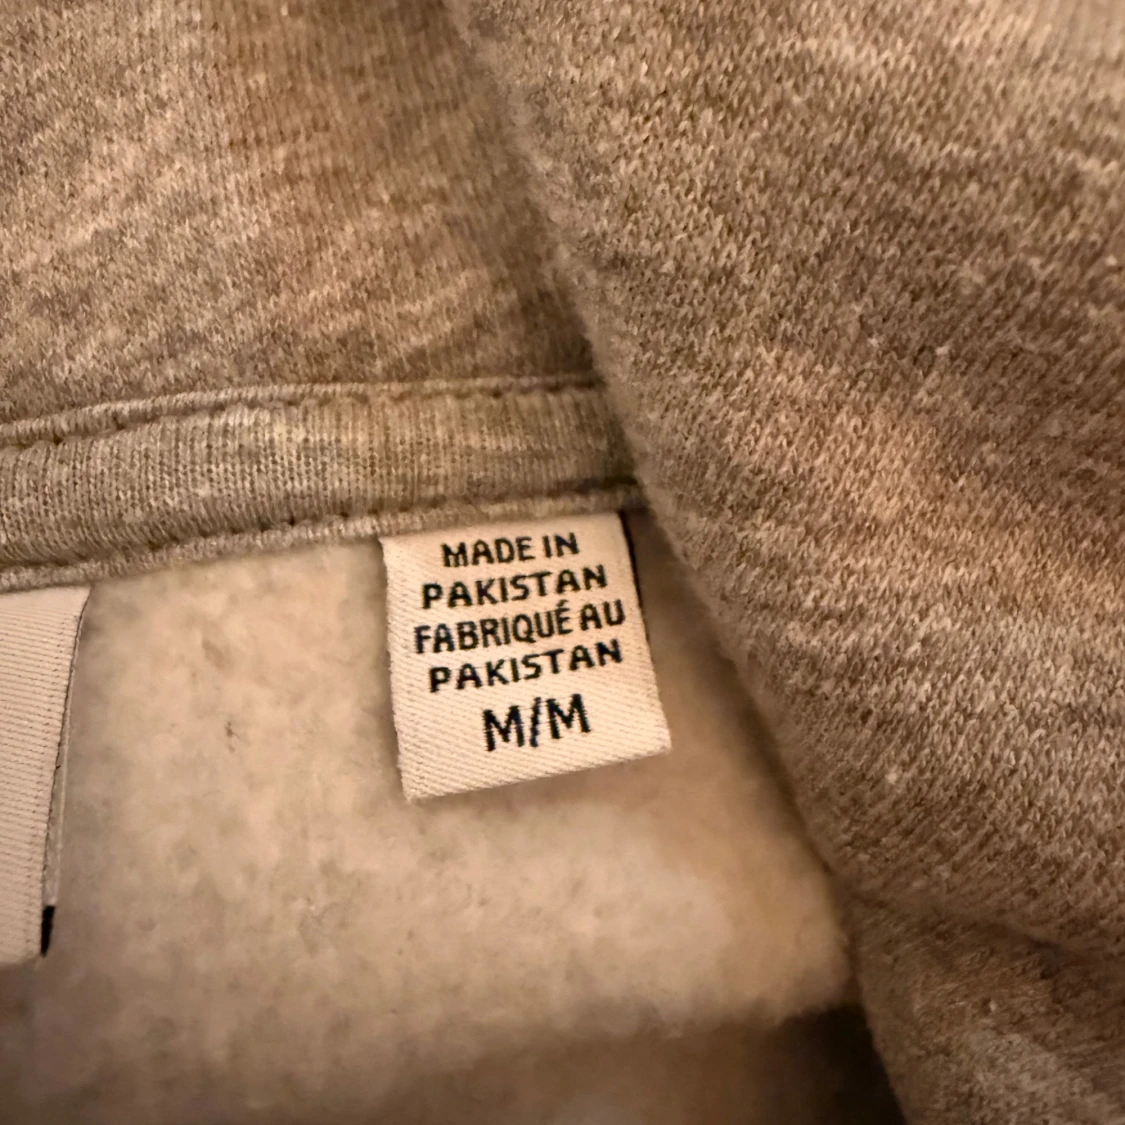 MADE IN
PAKISTAN
FABRIQUÉ AU
PAKISTAN
M/M